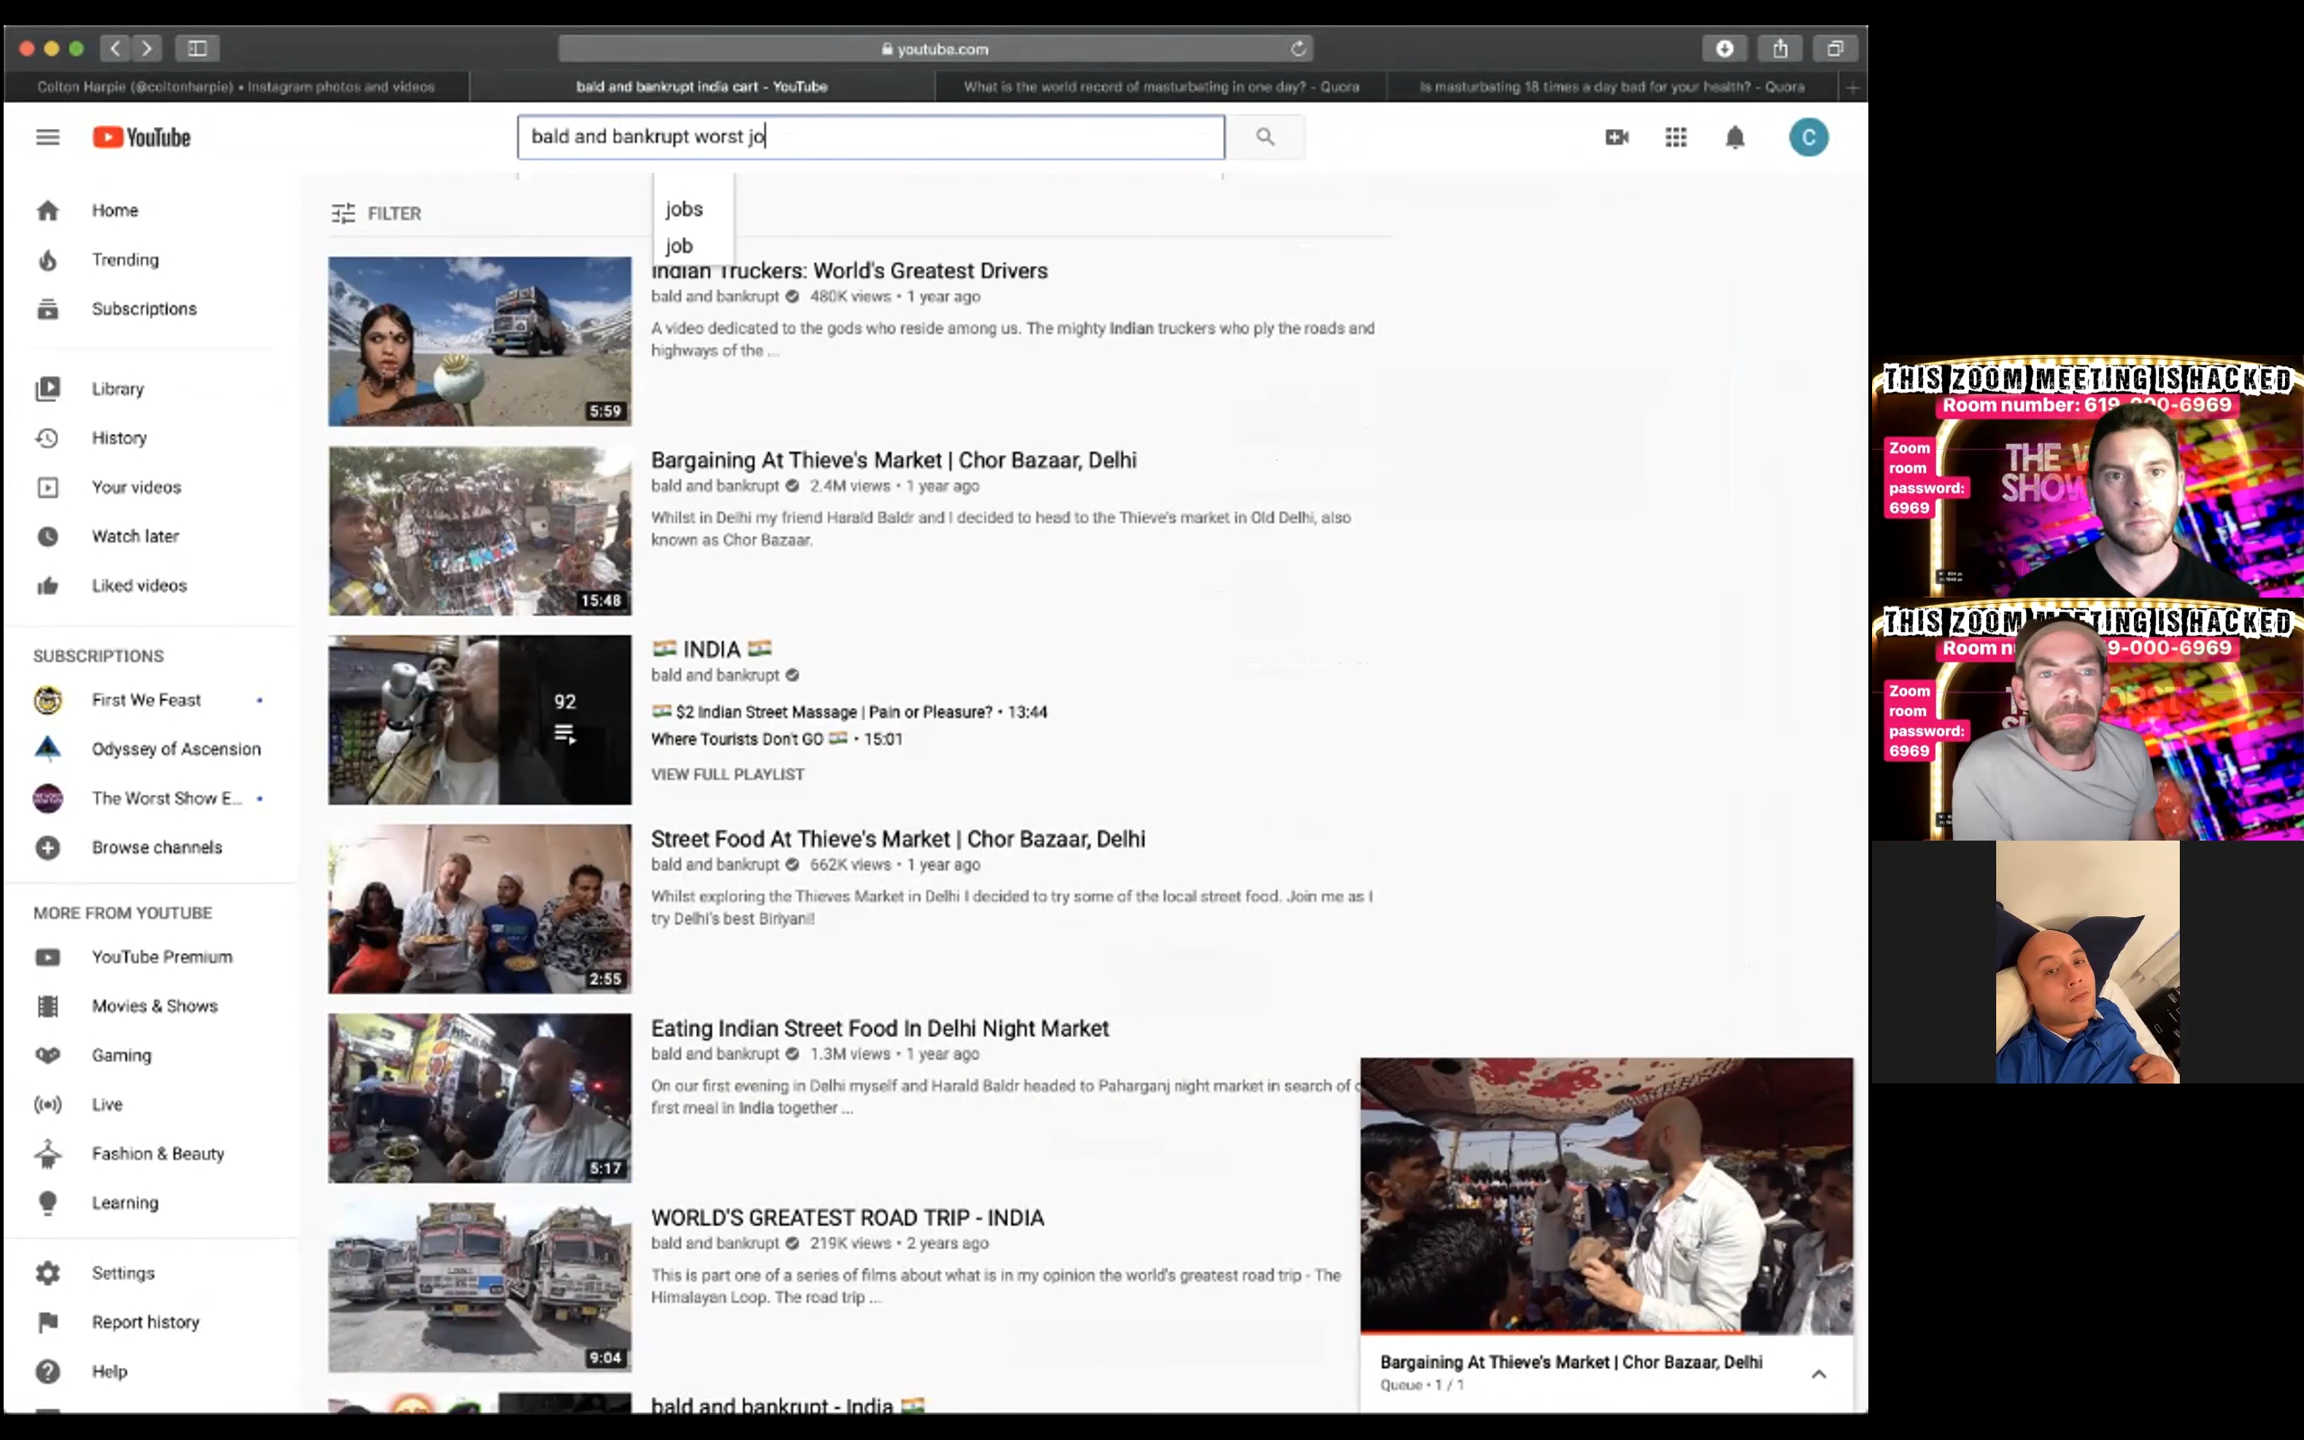 youtube.com
Colton Harpie (@coltonharpie) • Instagram photos and videos
bald and bankrupt india cart - YouTube
What is the world record of masturbating in one day? - Quora
Is masturbating 18 times a day bad for your health? - Quora
YouTube
bald and bankrupt worst jo
C
jobs
job
Home
Trending
Subscriptions
Library
History
Your videos
Watch later
Liked videos
SUBSCRIPTIONS
First We Feast
Odyssey of Ascension
The Worst Show E...
Browse channels
MORE FROM YOUTUBE
YouTube Premium
Movies & Shows
Gaming
Live
Fashion & Beauty
Learning
Settings
Report history
Help
FILTER
Indian Truckers: World's Greatest Drivers
bald and bankrupt 480K views • 1 year ago
A video dedicated to the gods who reside among us. The mighty Indian truckers who ply the roads and
highways of the ...
5:59
Bargaining At Thieve's Market | Chor Bazaar, Delhi
bald and bankrupt 2.4M views • 1 year ago
Whilst in Delhi my friend Harald Baldr and I decided to head to the Thieve's market in Old Delhi, also
known as Chor Bazaar.
15:48
🇮🇳 INDIA 🇮🇳
bald and bankrupt
92
🇮🇳 $2 Indian Street Massage | Pain or Pleasure? • 13:44
Where Tourists Don't GO 🇮🇳 • 15:01
VIEW FULL PLAYLIST
Street Food At Thieve's Market | Chor Bazaar, Delhi
bald and bankrupt 662K views • 1 year ago
Whilst exploring the Thieves Market in Delhi I decided to try some of the local street food. Join me as I
try Delhi's best Biriyani!
2:55
Eating Indian Street Food In Delhi Night Market
bald and bankrupt 1.3M views • 1 year ago
On our first evening in Delhi myself and Harald Baldr headed to Paharganj night market in search of
first meal in India together ...
5:17
WORLD'S GREATEST ROAD TRIP - INDIA
bald and bankrupt 219K views • 2 years ago
This is part one of a series of films about what is in my opinion the world's greatest road trip - The
Himalayan Loop. The road trip ...
9:04
bald and bankrupt - India 🇮🇳
Bargaining At Thieve's Market | Chor Bazaar, Delhi
Queue • 1 / 1
THIS ZOOM MEETING IS HACKED
Room number: 619-000-6969
Zoom
room
password:
6969
THE W
SHOW
THIS ZOOM MEETING IS HACKED
Room n 9-000-6969
Zoom
room
password:
6969